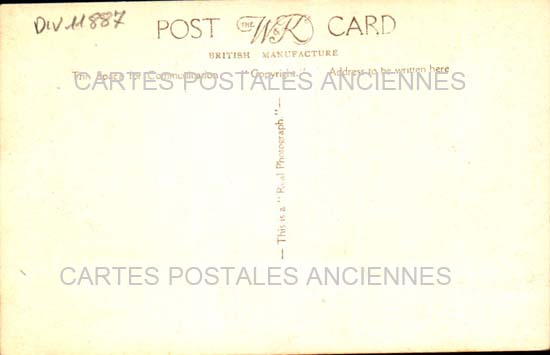 DIV 11887
POST THE W&K CARD
BRITISH MANUFACTURE
This Space for Communication "Copyright." Address to be written here
CARTES POSTALES ANCIENNES
— This is a "Real Photograph." —
CARTES POSTALES ANCIENNES